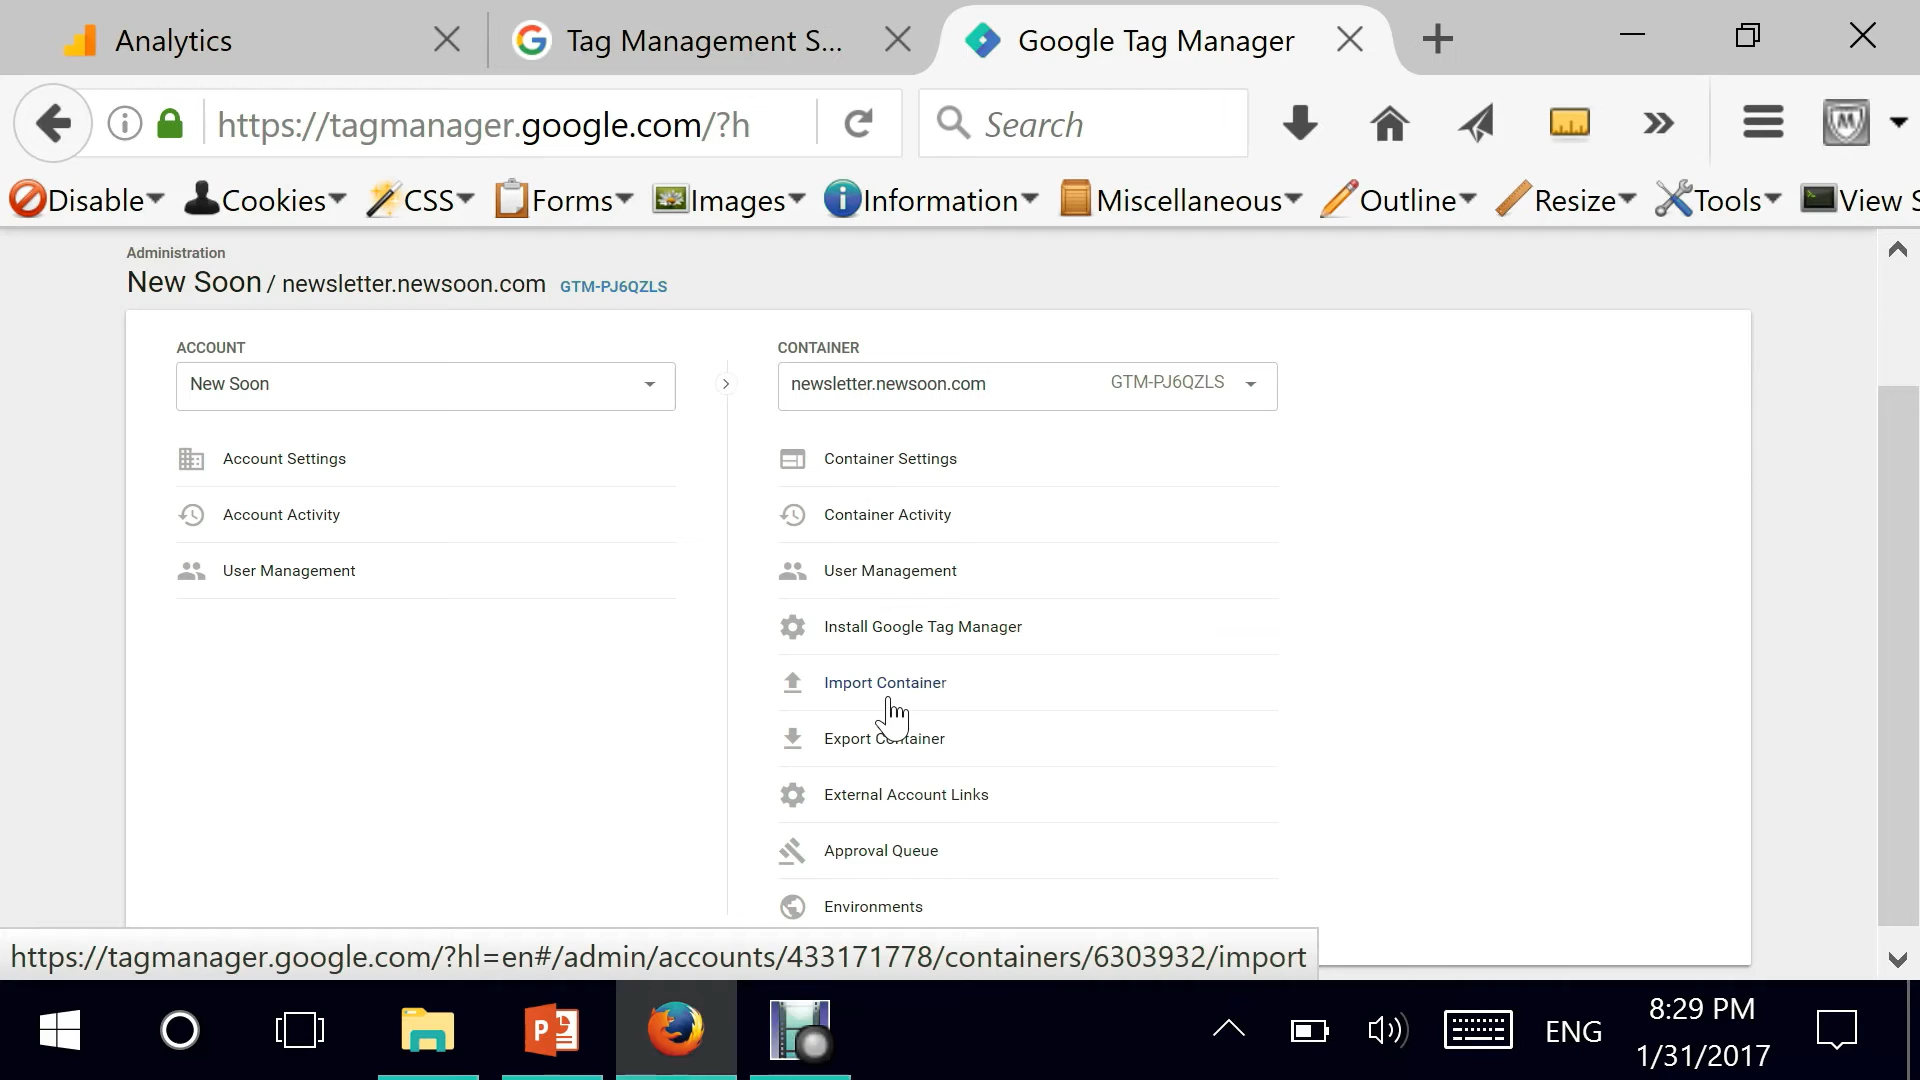 Analytics
Tag Management S...
Google Tag Manager
https://tagmanager.google.com/?h
Search
Disable
Cookies
CSS
Forms
Images
Information
Miscellaneous
Outline
Resize
Tools
View S
Administration
New Soon / newsletter.newsoon.com GTM-PJ6QZLS
ACCOUNT
New Soon
Account Settings
Account Activity
User Management
CONTAINER
newsletter.newsoon.com GTM-PJ6QZLS
Container Settings
Container Activity
User Management
Install Google Tag Manager
Import Container
Export Container
External Account Links
Approval Queue
Environments
https://tagmanager.google.com/?hl=en#/admin/accounts/433171778/containers/6303932/import
ENG
8:29 PM
1/31/2017